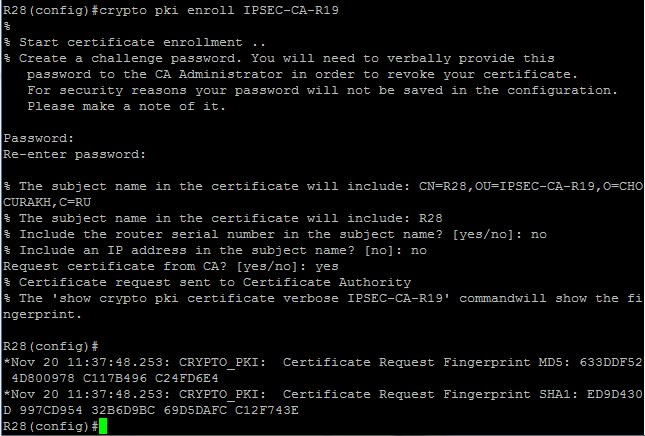 R28(config)#crypto pki enroll IPSEC-CA-R19
%
% Start certificate enrollment ..
% Create a challenge password. You will need to verbally provide this
   password to the CA Administrator in order to revoke your certificate.
   For security reasons your password will not be saved in the configuration.
   Please make a note of it.

Password:
Re-enter password:

% The subject name in the certificate will include: CN=R28,OU=IPSEC-CA-R19,O=CHO
CURAKH,C=RU
% The subject name in the certificate will include: R28
% Include the router serial number in the subject name? [yes/no]: no
% Include an IP address in the subject name? [no]: no
Request certificate from CA? [yes/no]: yes
% Certificate request sent to Certificate Authority
% The 'show crypto pki certificate verbose IPSEC-CA-R19' commandwill show the fi
ngerprint.

R28(config)#
*Nov 20 11:37:48.253: CRYPTO_PKI:  Certificate Request Fingerprint MD5: 633DDF52
 4D800978 C117B496 C24FD6E4
*Nov 20 11:37:48.253: CRYPTO_PKI:  Certificate Request Fingerprint SHA1: ED9D430
D 997CD954 32B6D9BC 69D5DAFC C12F743E
R28(config)#